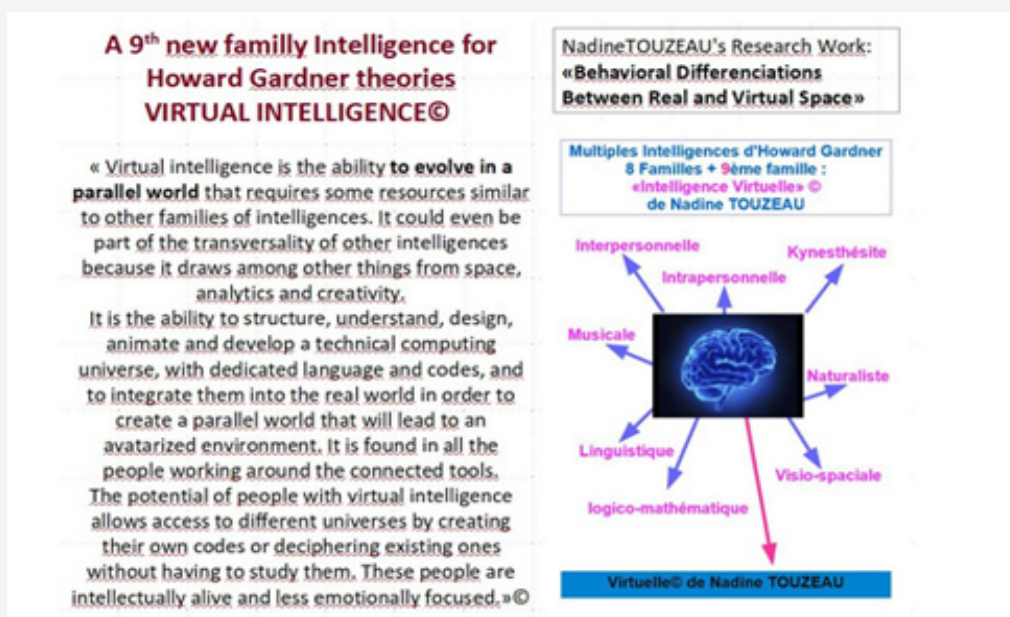 A 9th new familly Intelligence for
Howard Gardner theories
VIRTUAL INTELLIGENCE©
« Virtual intelligence is the ability to evolve in a
parallel world that requires some resources similar
to other families of intelligences. It could even be
part of the transversality of other intelligences
because it draws among other things from space,
analytics and creativity.
It is the ability to structure, understand, design,
animate and develop a technical computing
universe, with dedicated language and codes, and
to integrate them into the real world in order to
create a parallel world that will lead to an
avatarized environment. It is found in all the
people working around the connected tools.
The potential of people with virtual intelligence
allows access to different universes by creating
their own codes or deciphering existing ones
without having to study them. These people are
intellectually alive and less emotionally focused.»©
NadineTOUZEAU's Research Work:
«Behavioral Differenciations
Between Real and Virtual Space»
Multiples Intelligences d'Howard Gardner
8 Familles + 9ème famille :
«Intelligence Virtuelle» ©
de Nadine TOUZEAU
Interpersonnelle
Kynesthésite
Intrapersonnelle
Musicale
Naturaliste
Linguistique
Visio-spaciale
logico-mathématique
Virtuelle© de Nadine TOUZEAU